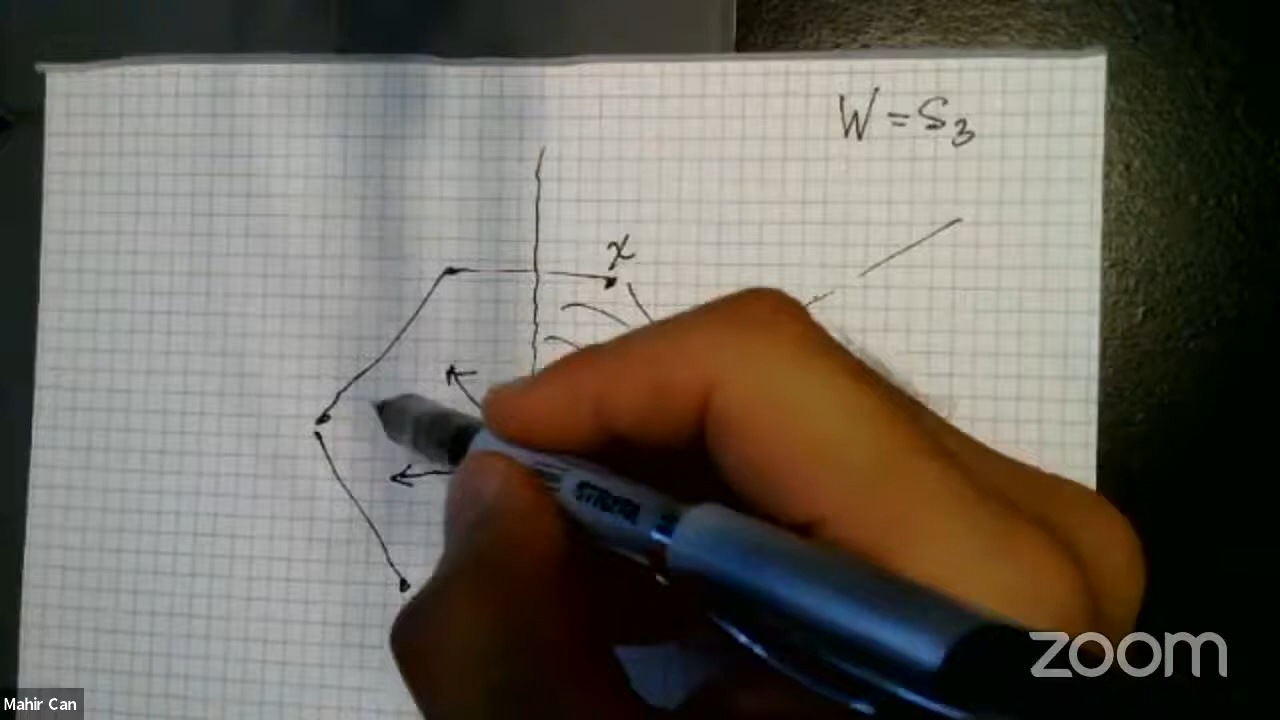 W = S₃
x
zoom
Mahir Can